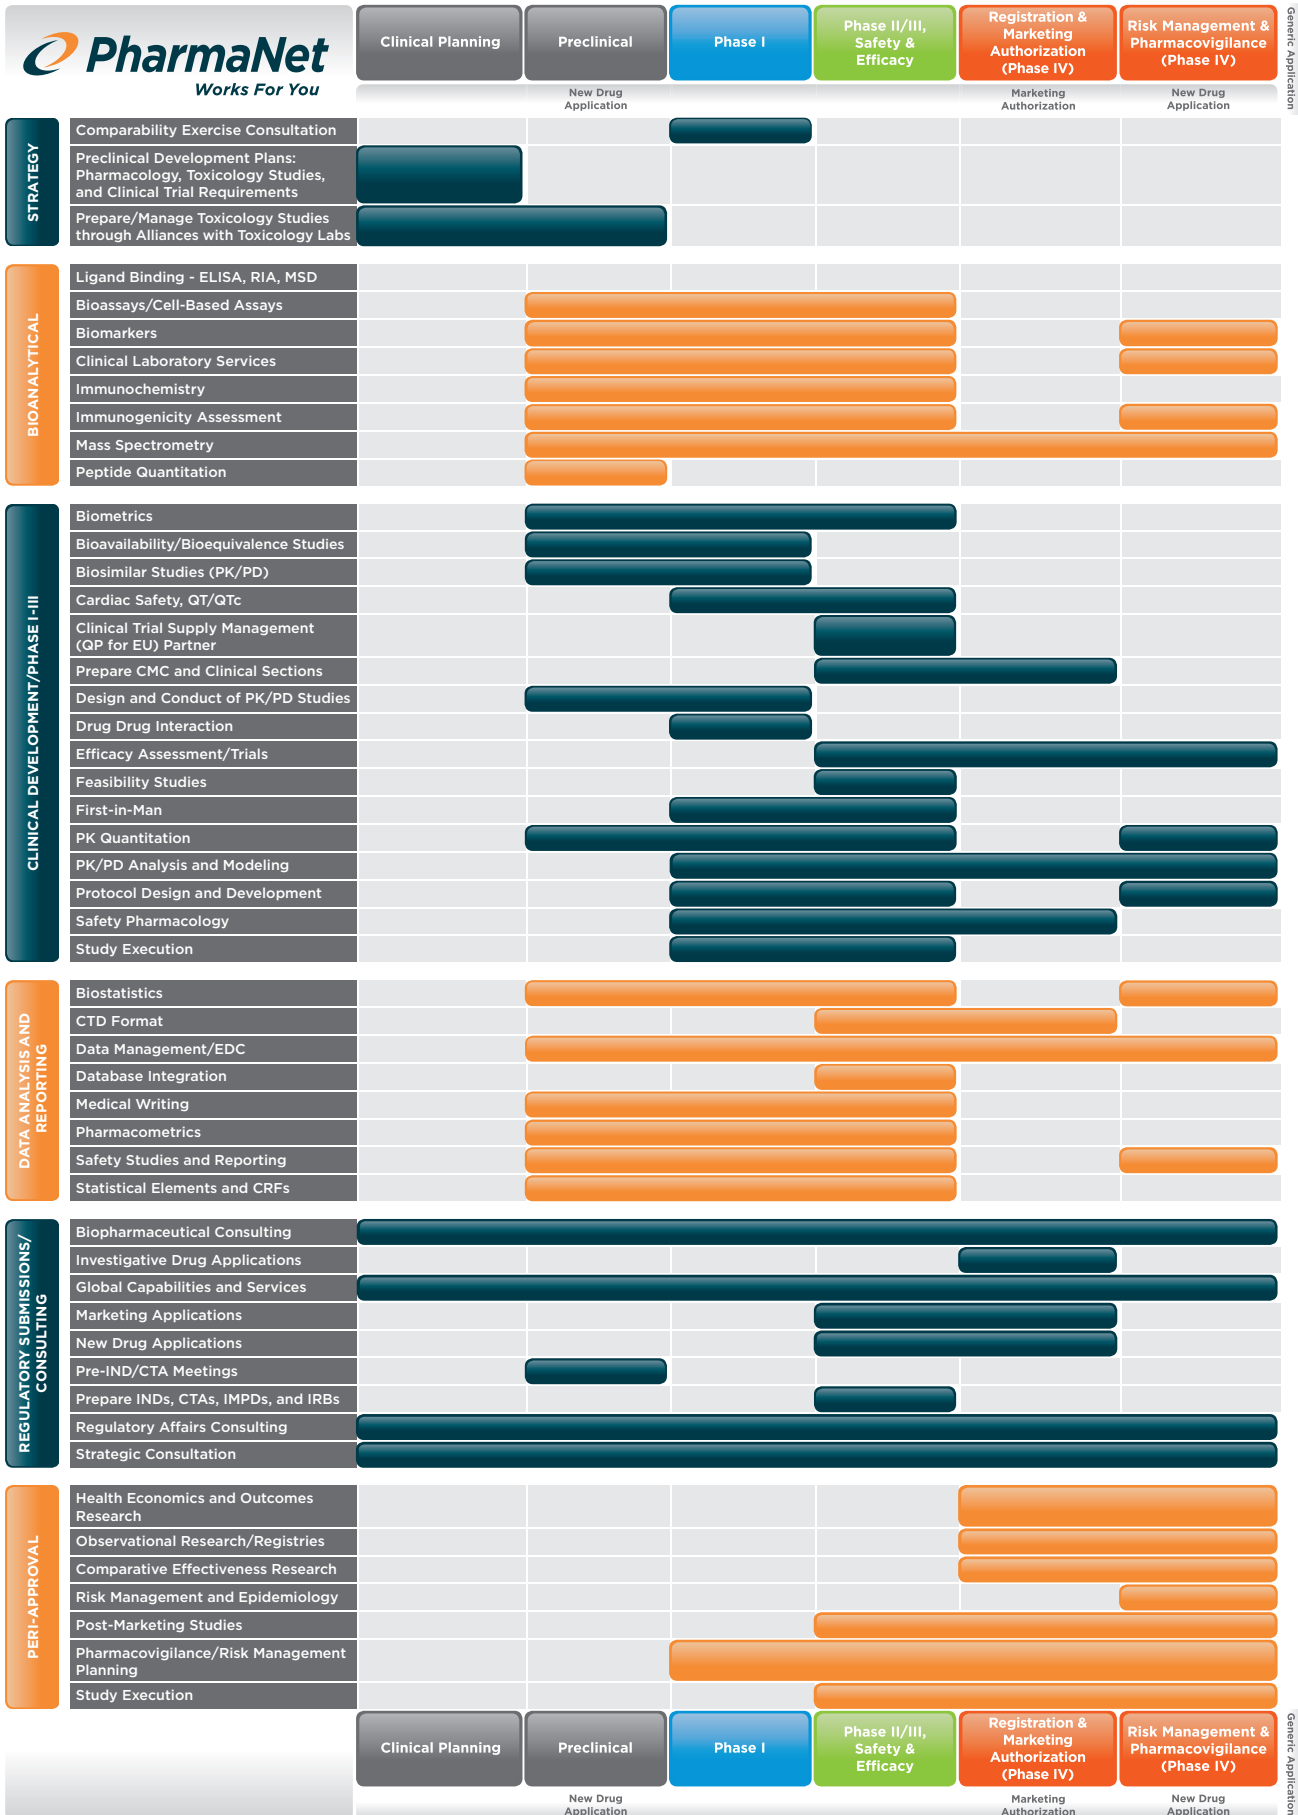 PharmaNet
Works For You
Clinical Planning
Preclinical
Phase I
Phase II/III,
Safety &
Efficacy
Registration &
Marketing
Authorization
(Phase IV)
Risk Management &
Pharmacovigilance
(Phase IV)
Generic Application
New Drug
Application
Marketing
Authorization
New Drug
Application
STRATEGY
Comparability Exercise Consultation
Preclinical Development Plans:
Pharmacology, Toxicology Studies,
and Clinical Trial Requirements
Prepare/Manage Toxicology Studies
through Alliances with Toxicology Labs
BIOANALYTICAL
Ligand Binding - ELISA, RIA, MSD
Bioassays/Cell-Based Assays
Biomarkers
Clinical Laboratory Services
Immunochemistry
Immunogenicity Assessment
Mass Spectrometry
Peptide Quantitation
CLINICAL DEVELOPMENT/PHASE I-III
Biometrics
Bioavailability/Bioequivalence Studies
Biosimilar Studies (PK/PD)
Cardiac Safety, QT/QTc
Clinical Trial Supply Management
(QP for EU) Partner
Prepare CMC and Clinical Sections
Design and Conduct of PK/PD Studies
Drug Drug Interaction
Efficacy Assessment/Trials
Feasibility Studies
First-in-Man
PK Quantitation
PK/PD Analysis and Modeling
Protocol Design and Development
Safety Pharmacology
Study Execution
DATA ANALYSIS AND
REPORTING
Biostatistics
CTD Format
Data Management/EDC
Database Integration
Medical Writing
Pharmacometrics
Safety Studies and Reporting
Statistical Elements and CRFs
REGULATORY SUBMISSIONS/
CONSULTING
Biopharmaceutical Consulting
Investigative Drug Applications
Global Capabilities and Services
Marketing Applications
New Drug Applications
Pre-IND/CTA Meetings
Prepare INDs, CTAs, IMPDs, and IRBs
Regulatory Affairs Consulting
Strategic Consultation
PERI-APPROVAL
Health Economics and Outcomes
Research
Observational Research/Registries
Comparative Effectiveness Research
Risk Management and Epidemiology
Post-Marketing Studies
Pharmacovigilance/Risk Management
Planning
Study Execution
Clinical Planning
Preclinical
Phase I
Phase II/III,
Safety &
Efficacy
Registration &
Marketing
Authorization
(Phase IV)
Risk Management &
Pharmacovigilance
(Phase IV)
Generic Application
New Drug
Application
Marketing
Authorization
New Drug
Application